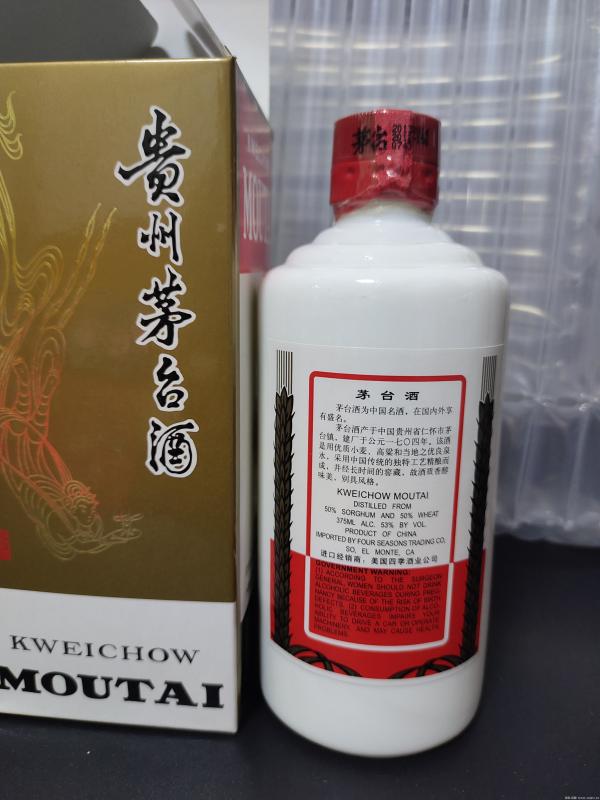 貴州茅台酒
KWEICHOW
MOUTAI
MOUTAI
茅台
茅台酒
茅台酒为中国名酒，在国内外享
有盛名。
茅台酒产于中国贵州省仁怀市茅
台镇，建厂于公元一七〇四年。该酒
是用优质小麦、高粱和当地之优良泉
水，采用中国传统的独特工艺精酿而
成，并经长时间的窖藏，故酒质香醇
味美，别具风格。
KWEICHOW MOUTAI
DISTILLED FROM
50% SORGHUM AND 50% WHEAT
375ML ALC. 53% BY VOL.
PRODUCT OF CHINA
IMPORTED BY FOUR SEASONS TRADING CO,
SO, EL MONTE, CA
进口经销商：美国四季酒业公司
GOVERNMENT WARNING:
(1) ACCORDING TO THE SURGEON
GENERAL WOMEN SHOULD NOT DRINK
ALCOHOLIC BEVERAGES DURING PREG-
NANCY BECAUSE OF THE RISK OF BIRTH
DEFECTS. (2) CONSUMPTION OF ALCO-
HOLIC BEVERAGES IMPAIRS YOUR
ABILITY TO DRIVE A CAR OR OPERATE
MACHINERY, AND MAY CAUSE HEALTH
PROBLEMS.